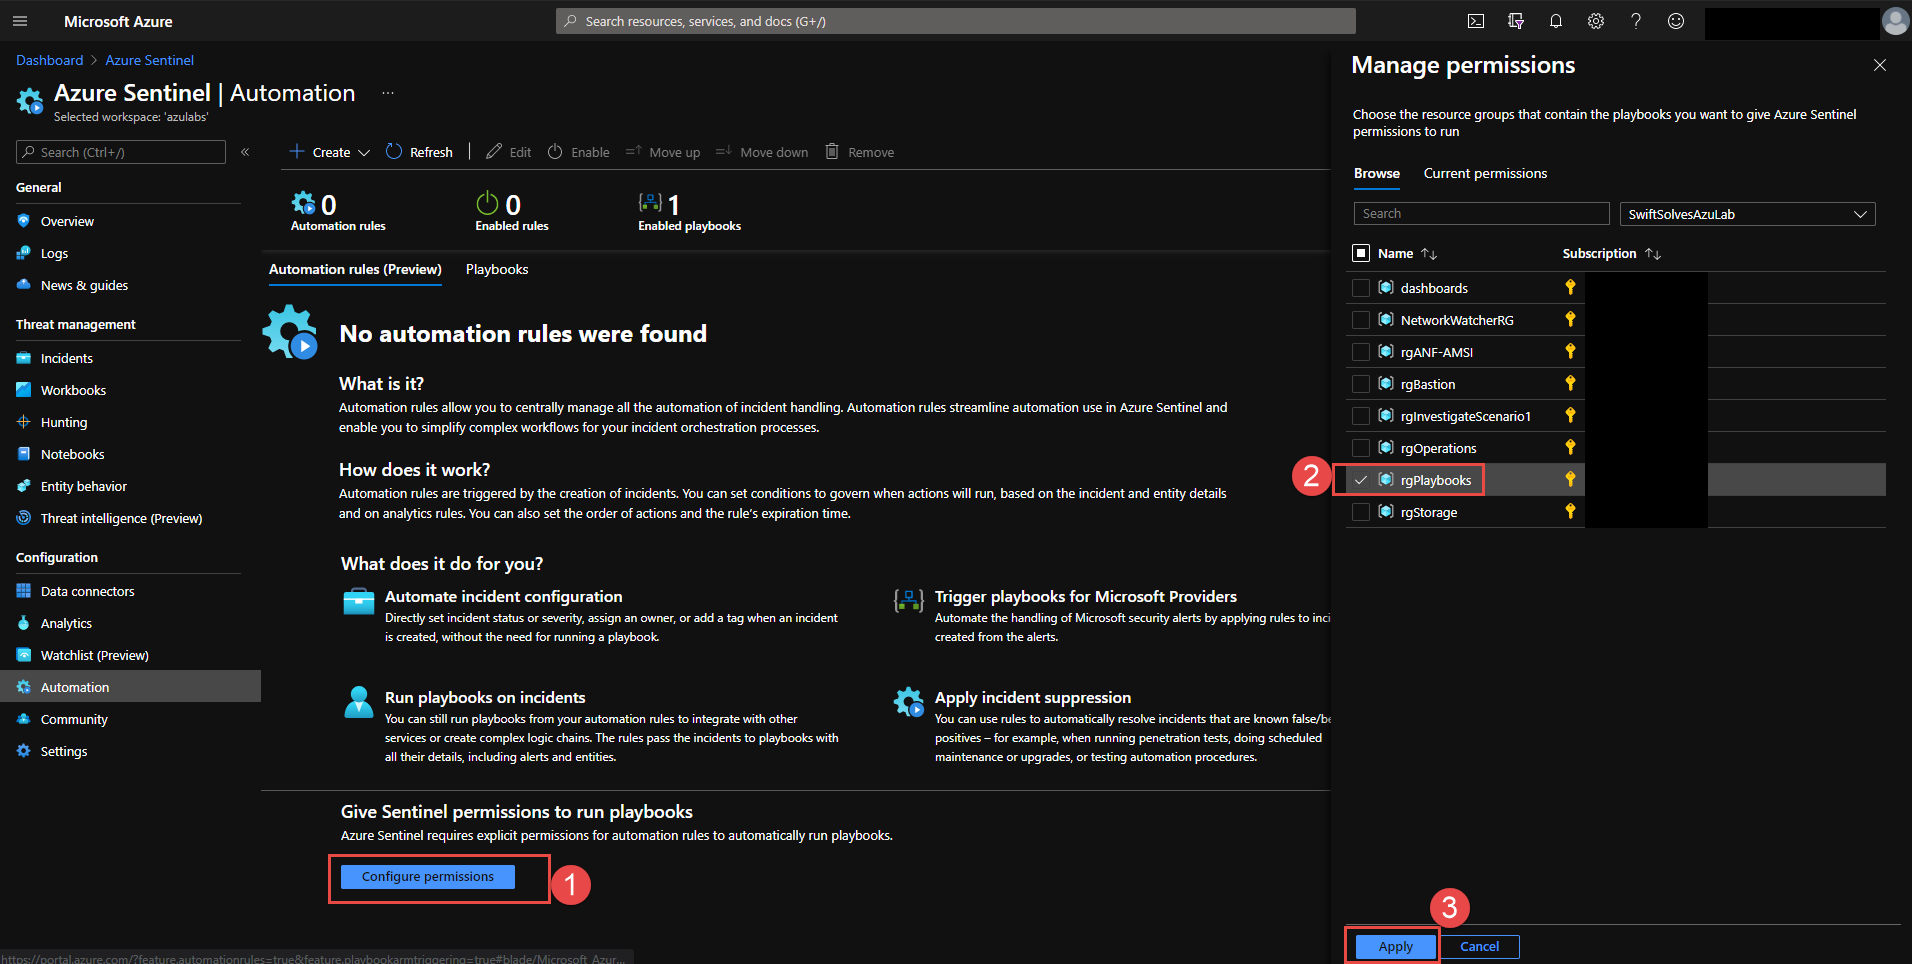 Microsoft Azure
Search resources, services, and docs (G+/)
Dashboard > Azure Sentinel
Azure Sentinel | Automation ...
Selected workspace: 'azulabs'
Search (Ctrl+/) «
General
Overview
Logs
News & guides
Threat management
Incidents
Workbooks
Hunting
Notebooks
Entity behavior
Threat intelligence (Preview)
Configuration
Data connectors
Analytics
Watchlist (Preview)
Automation
Community
Settings
Create Refresh | Edit Enable Move up Move down Remove
0 Automation rules
0 Enabled rules
1 Enabled playbooks
Automation rules (Preview) Playbooks
No automation rules were found
What is it?
Automation rules allow you to centrally manage all the automation of incident handling. Automation rules streamline automation use in Azure Sentinel and
enable you to simplify complex workflows for your incident orchestration processes.
How does it work?
Automation rules are triggered by the creation of incidents. You can set conditions to govern when actions will run, based on the incident and entity details
and on analytics rules. You can also set the order of actions and the rule's expiration time.
What does it do for you?
Automate incident configuration
Directly set incident status or severity, assign an owner, or add a tag when an incident
is created, without the need for running a playbook.
Trigger playbooks for Microsoft Providers
Automate the handling of Microsoft security alerts by applying rules to inci
created from the alerts.
Run playbooks on incidents
You can still run playbooks from your automation rules to integrate with other
services or create complex logic chains. The rules pass the incidents to playbooks with
all their details, including alerts and entities.
Apply incident suppression
You can use rules to automatically resolve incidents that are known false/be
positives – for example, when running penetration tests, doing scheduled
maintenance or upgrades, or testing automation procedures.
Give Sentinel permissions to run playbooks
Azure Sentinel requires explicit permissions for automation rules to automatically run playbooks.
Configure permissions
1
https://portal.azure.com/?feature.automationrules=true&feature.playbookarmtriggering=true#blade/Microsoft_Azur...
Manage permissions
Choose the resource groups that contain the playbooks you want to give Azure Sentinel
permissions to run
Browse Current permissions
Search SwiftSolvesAzuLab
Name Subscription
dashboards
NetworkWatcherRG
rgANF-AMSI
rgBastion
rgInvestigateScenario1
rgOperations
2 rgPlaybooks
rgStorage
3
Apply Cancel